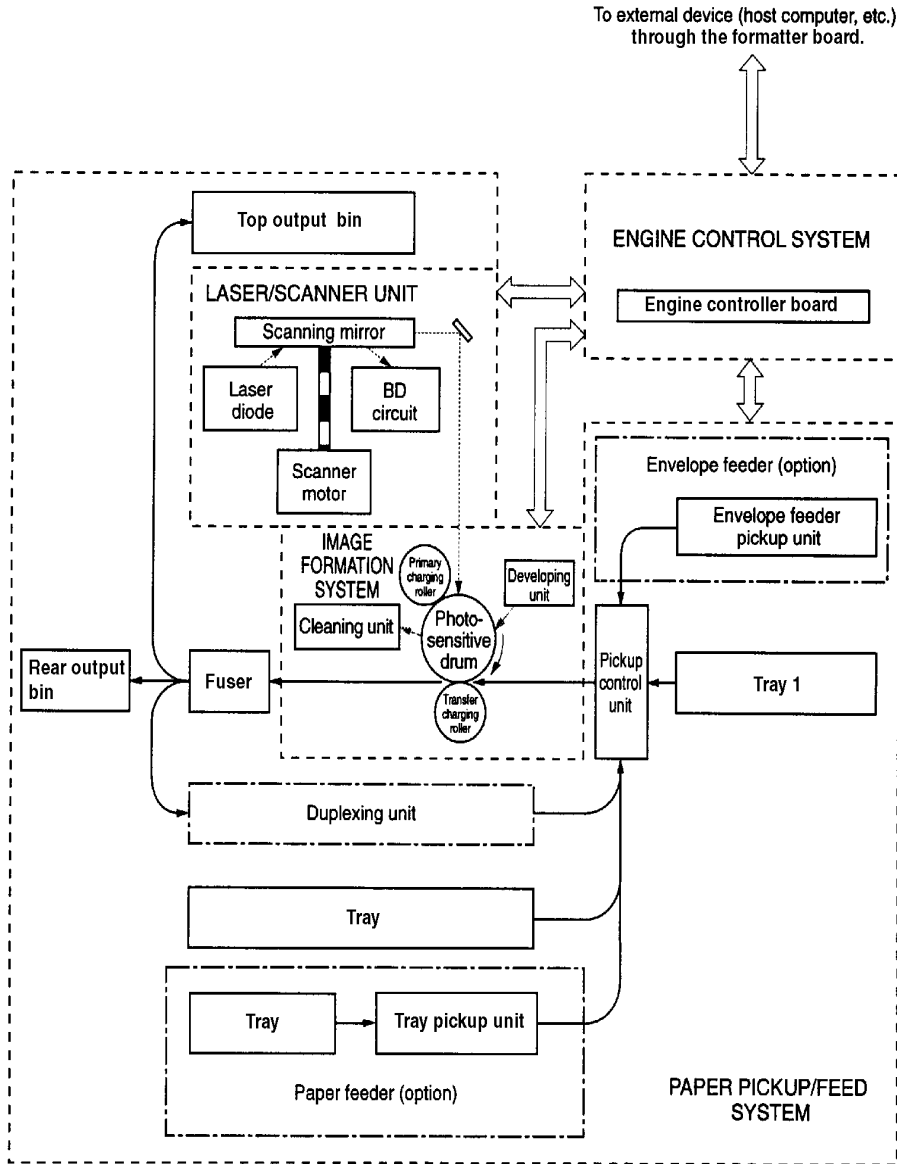 To external device (host computer, etc.)
through the formatter board.
Top output bin
ENGINE CONTROL SYSTEM
Engine controller board
LASER/SCANNER UNIT
Scanning mirror
Laser
diode
BD
circuit
Scanner
motor
Envelope feeder (option)
Envelope feeder
pickup unit
IMAGE
FORMATION
SYSTEM
Primary
charging
roller
Developing
unit
Cleaning unit
Photo-
sensitive
drum
Transfer
charging
roller
Pickup
control
unit
Tray 1
Rear output
bin
Fuser
Duplexing unit
Tray
Tray
Tray pickup unit
Paper feeder (option)
PAPER PICKUP/FEED
SYSTEM